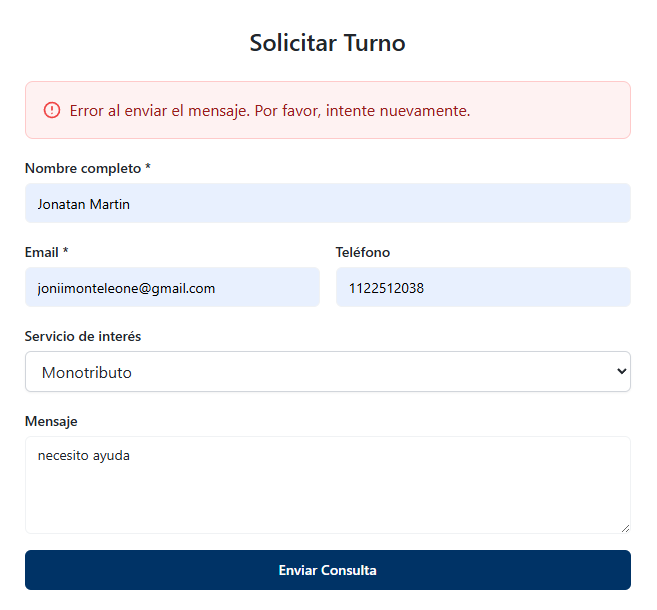 Solicitar Turno
Error al enviar el mensaje. Por favor, intente nuevamente.
Nombre completo *
Jonatan Martin
Email *
Teléfono
joniimonteleone@gmail.com
1122512038
Servicio de interés
Monotributo
Mensaje
necesito ayuda
Enviar Consulta